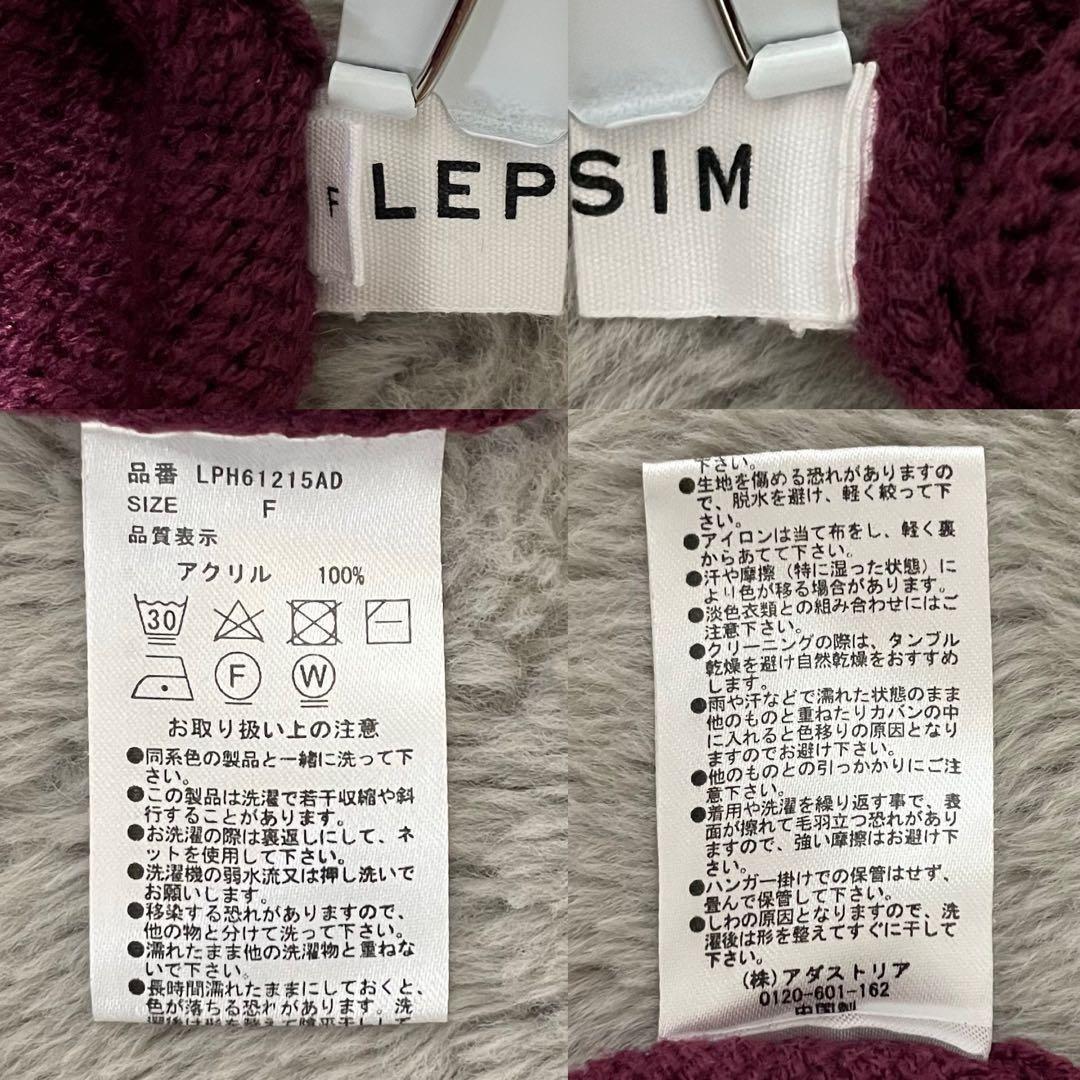 F
LEPSIM
品番 LPH61215AD
SIZE F
品質表示
アクリル 100%
30
F W
お取り扱い上の注意
●同系色の製品と一緒に洗って下
さい。
●この製品は洗濯で若干収縮や斜
行することがあります。
●お洗濯の際は裏返しにして、ネ
ットを使用して下さい。
●洗濯機の弱水流又は押し洗いで
お願いします。
●移染する恐れがありますので、
他の物と分けて洗って下さい。
●濡れたまま他の洗濯物と重ねな
いで下さい。
●長時間濡れたままにしておくと、
色が落ちる恐れがあります。洗
濯後は形を整えて陰平干しして
下さい。
●生地を傷める恐れがありますの
で、脱水を避け、軽く絞って下
さい。
●アイロンは当て布をし、軽く裏
からあてて下さい。
●汗や摩擦（特に湿った状態）に
より色が移る場合があります。
●淡色衣類との組み合わせにはご
注意下さい。
●クリーニングの際は、タンブル
乾燥を避け自然乾燥をおすすめ
します。
●雨や汗などで濡れた状態のまま
他のものと重ねたりカバンの中
に入れると色移りの原因となり
ますのでお避け下さい。
●他のものとの引っかかりにご注
意下さい。
●着用や洗濯を繰り返す事で、表
面が擦れて毛羽立つ恐れがあり
ますので、強い摩擦はお避け下
さい。
●ハンガー掛けでの保管はせず、
畳んで保管して下さい。
●しわの原因となりますので、洗
濯後は形を整えてすぐに干して
下さい。
(株)アダストリア
0120-601-162
中国製